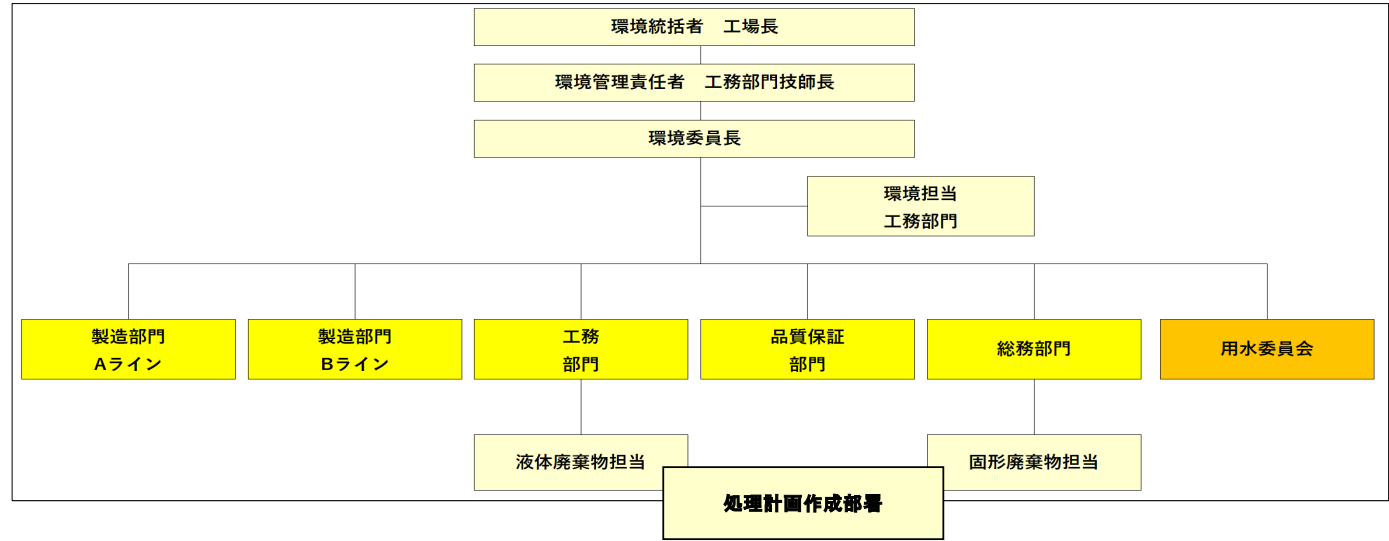 環境統括者　工場長
環境管理責任者　工務部門技師長
環境委員長
環境担当
工務部門
製造部門
Aライン
製造部門
Bライン
工務
部門
品質保証
部門
総務部門
用水委員会
液体廃棄物担当
固形廃棄物担当
処理計画作成部署